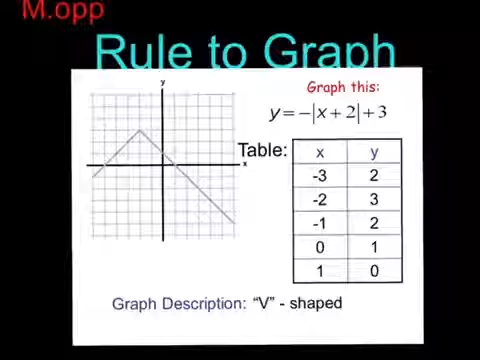 M.opp
Rule to Graph
y
x
Graph this:
y = -|x + 2| + 3
Table:
x y
-3 2
-2 3
-1 2
0 1
1 0
Graph Description: “V” - shaped